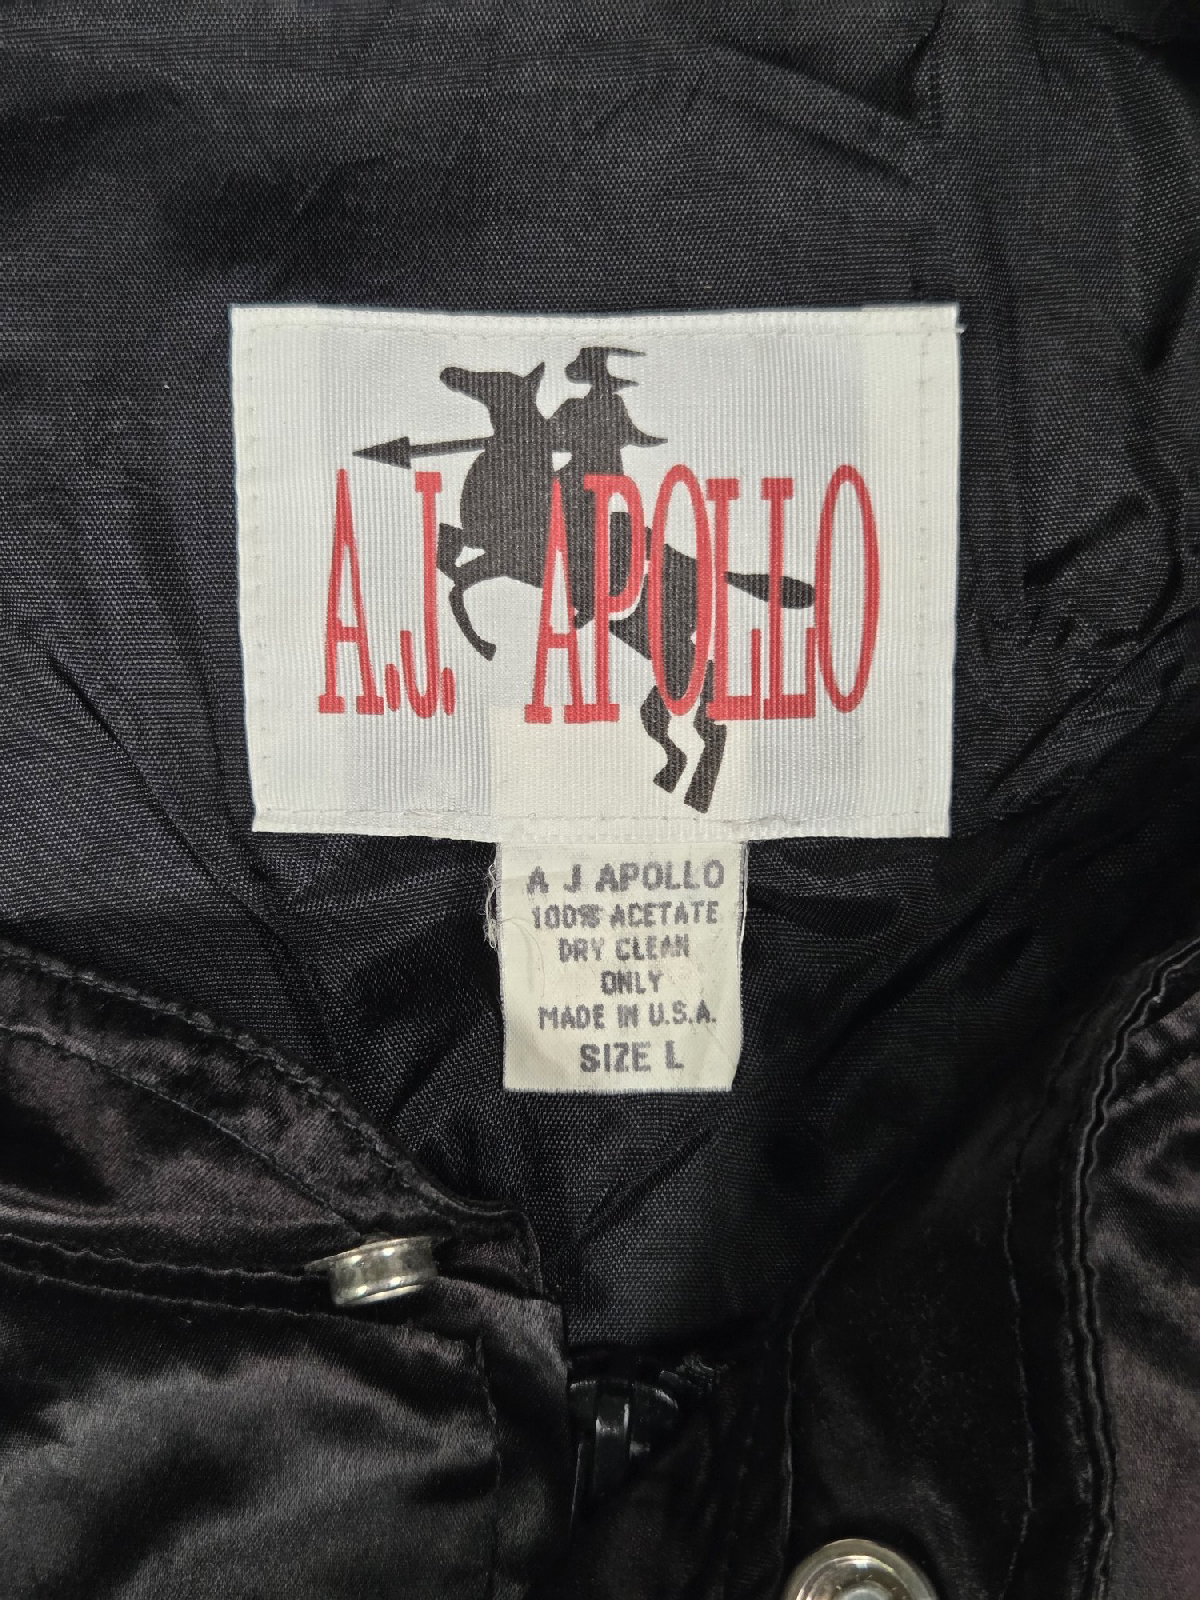 A.J. APOLLO
A J APOLLO
100% ACETATE
DRY CLEAN
ONLY
MADE IN U.S.A.
SIZE L